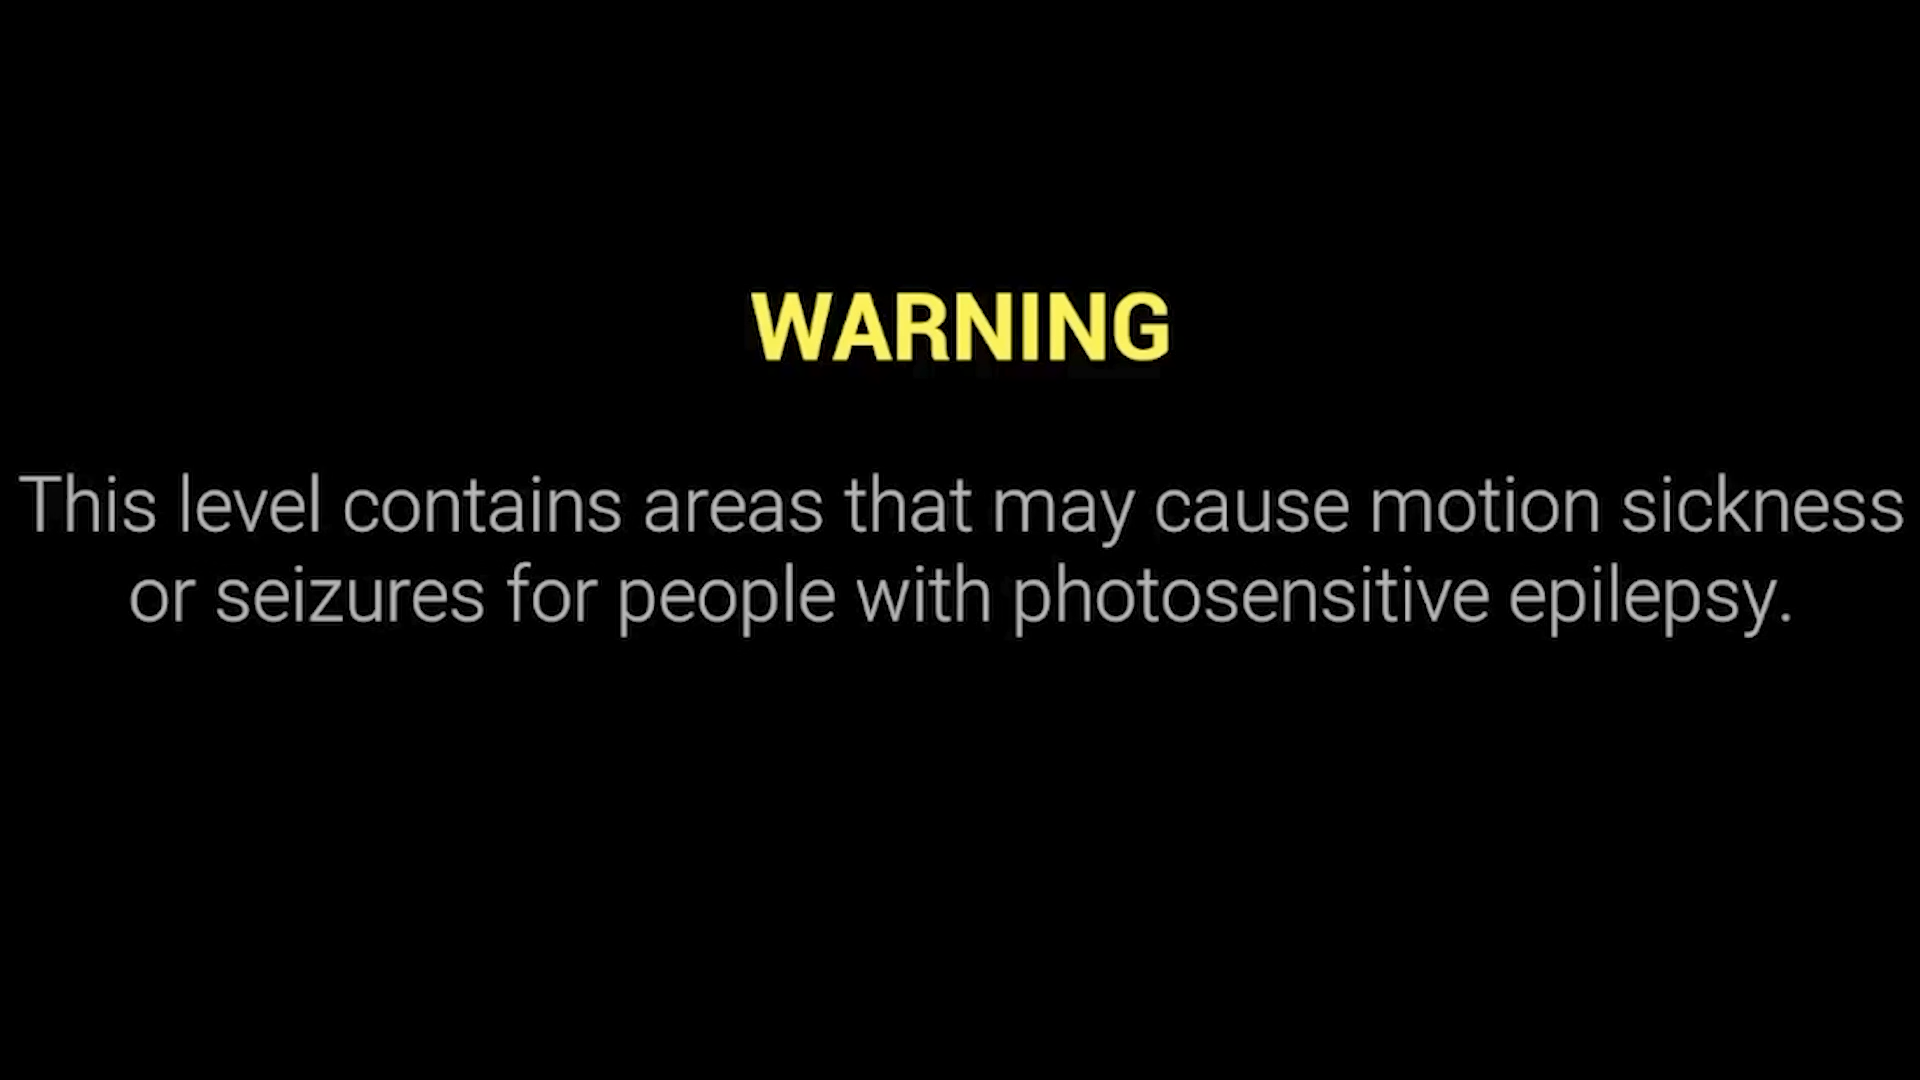 WARNING
This level contains areas that may cause motion sickness
or seizures for people with photosensitive epilepsy.